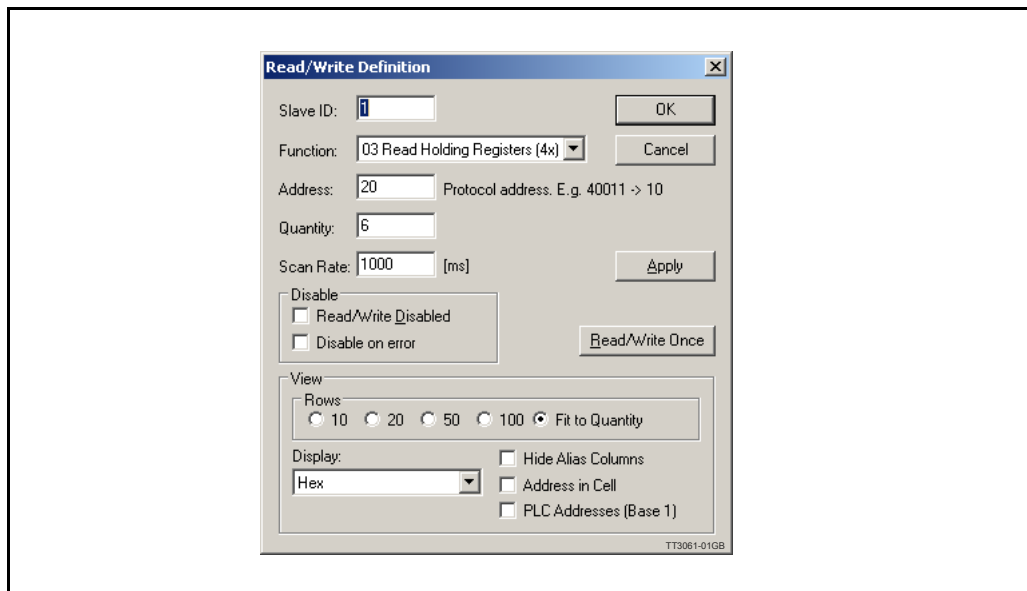 Read/Write Definition
Slave ID: 1
OK
Function: 03 Read Holding Registers (4x)
Cancel
Address: 20 Protocol address. E.g. 40011 -> 10
Quantity: 6
Scan Rate: 1000 [ms]
Apply
Disable
Read/Write Disabled
Disable on error
Read/Write Once
View
Rows
10 20 50 100 Fit to Quantity
Display:
Hide Alias Columns
Hex
Address in Cell
PLC Addresses (Base 1)
TT3061-01GB